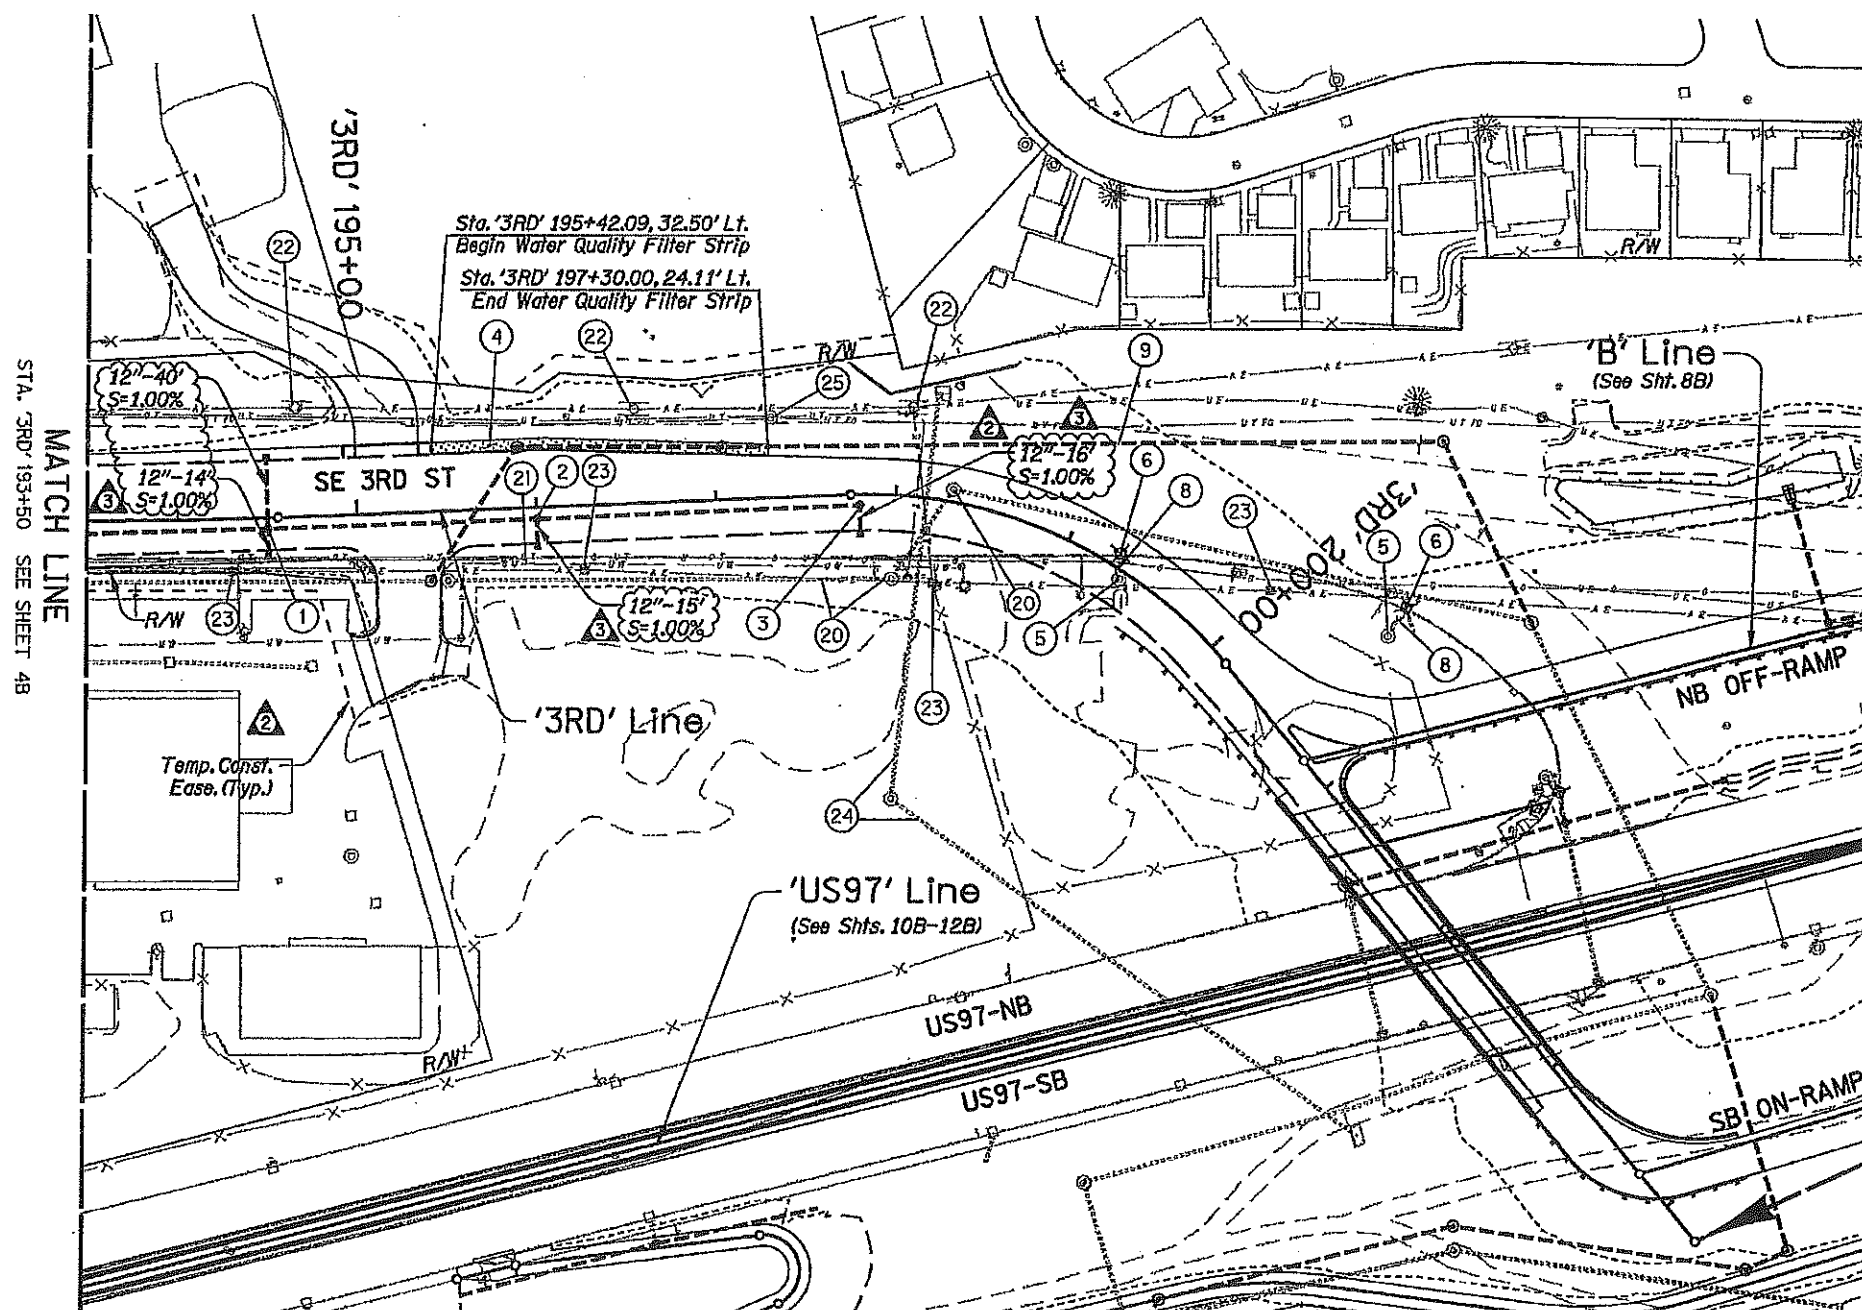 '3RD' 195+00
Sta. '3RD' 195+42.09, 32.50' Lt.
Begin Water Quality Filter Strip
Sta. '3RD' 197+30.00, 24.11' Lt.
End Water Quality Filter Strip
22
4
22
R/W
25
22
9
R/W
'B' Line
(See Sht. 8B)
12"-40'
S=1.00%
12"-14'
S=1.00%
3
SE 3RD ST
21
2
23
2
3
12"-16'
S=1.00%
6
8
23
'3RD' 200+00
5
6
R/W
23
1
3
12"-15'
S=1.00%
3
20
20
5
8
23
STA. '3RD' 193+50 SEE SHEET 4B
MATCH LINE
2
'3RD' Line
Temp. Const.
Ease. (Typ.)
24
NB OFF-RAMP
'US97' Line
(See Shts. 10B-12B)
R/W
US97-NB
US97-SB
SB ON-RAMP